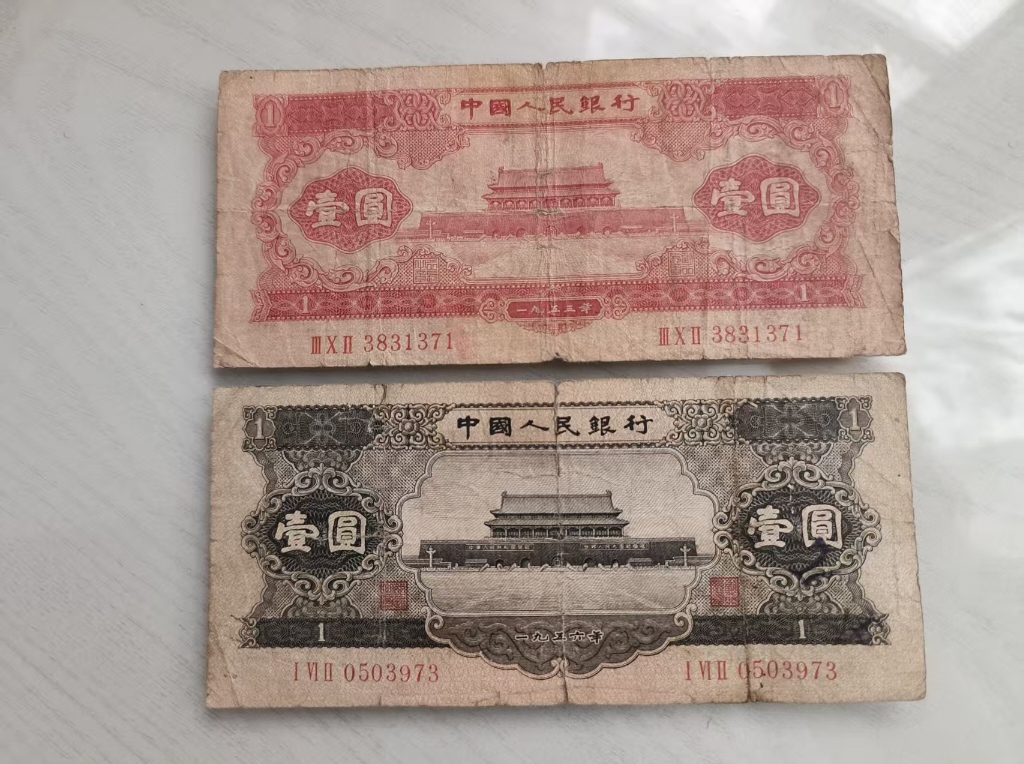 1 中國人民銀行 1
壹圓 壹圓
1 一九五三年 1
ⅢⅩⅡ 3831371 ⅢⅩⅡ 3831371
1 中國人民銀行 1
壹圓 壹圓
1 一九五六年 1
ⅠⅥⅡ 0503973 ⅠⅥⅡ 0503973